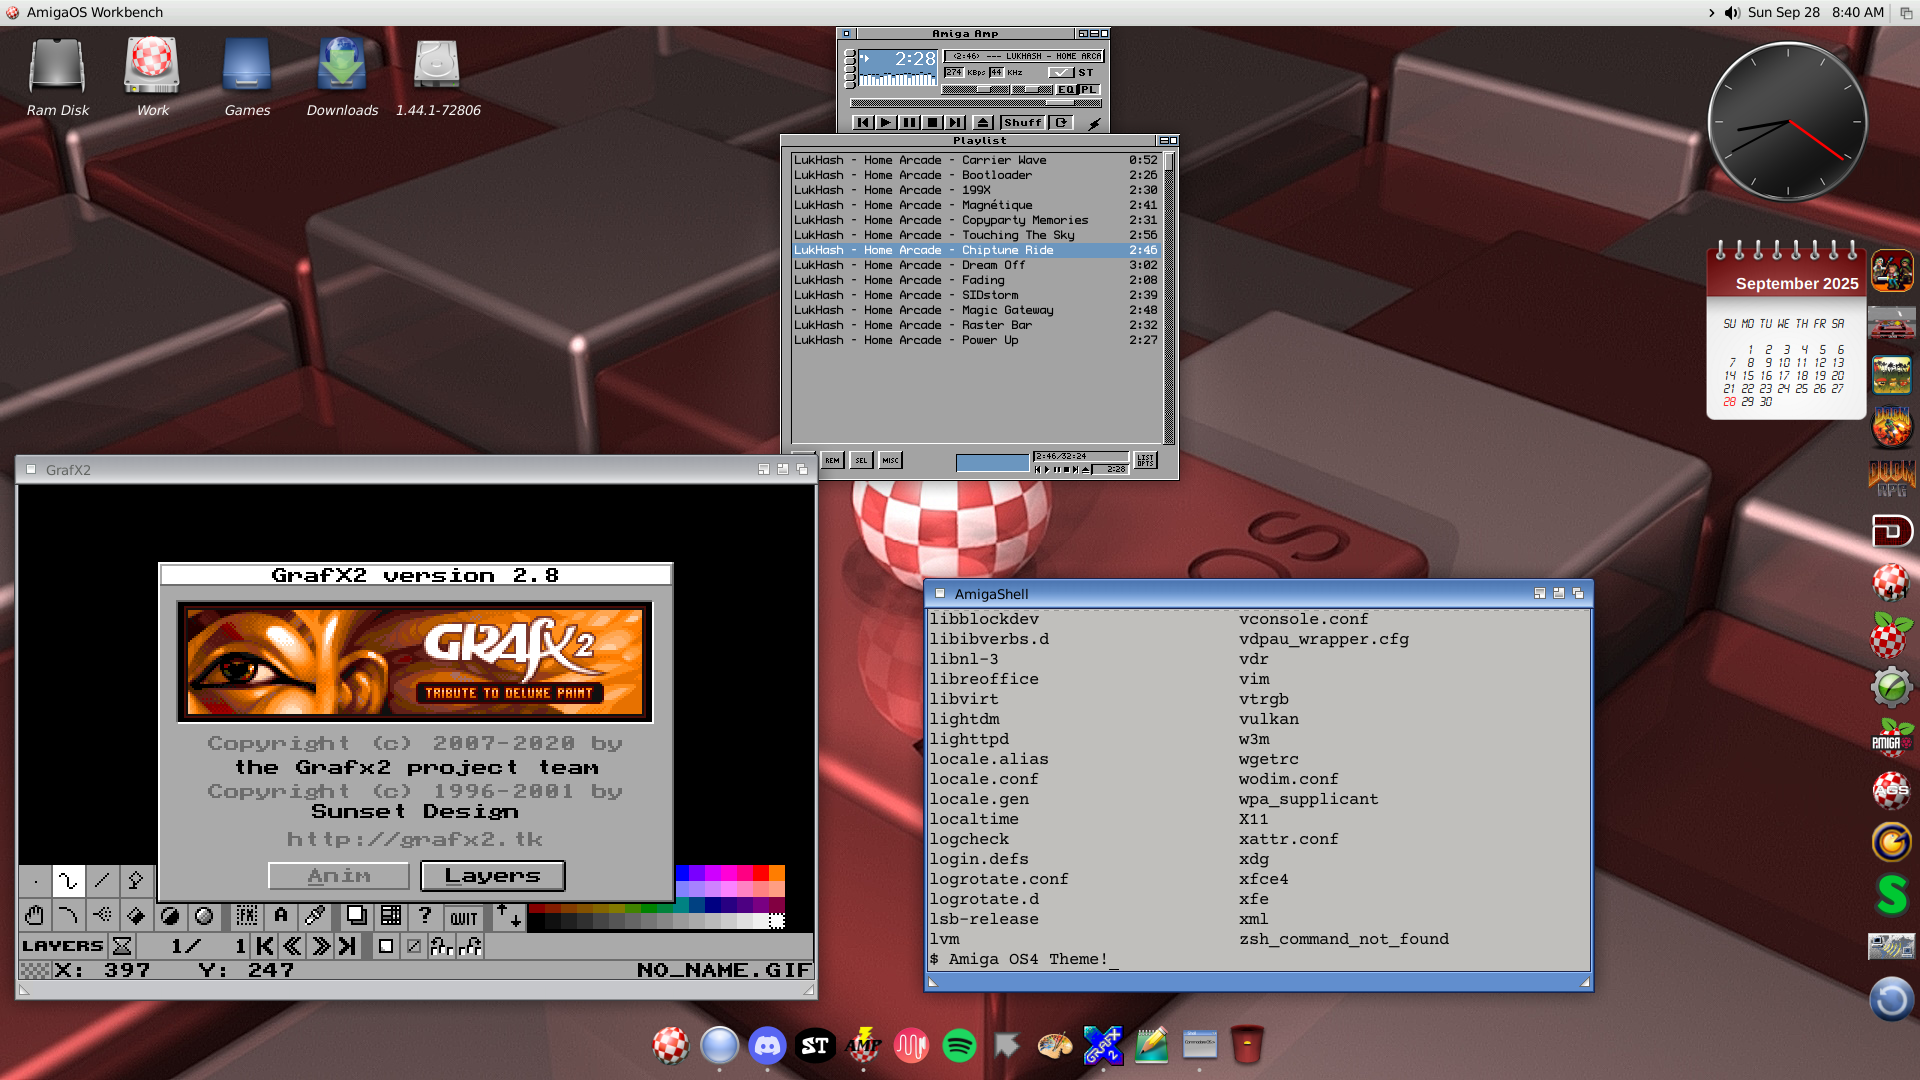 AmigaOS Workbench
Sun Sep 28 8:40 AM
Ram Disk
Work
Games
Downloads
1.44.1-72806
Amiga Amp
2:28
<2:46> --- LUKHASH - HOME ARCA
274 KBps 44 KHz ST
EQ PL
Shuff
Playlist
LukHash - Home Arcade - Carrier Wave 0:52
LukHash - Home Arcade - Bootloader 2:26
LukHash - Home Arcade - 199X 2:30
LukHash - Home Arcade - Magnétique 2:41
LukHash - Home Arcade - Copyparty Memories 2:31
LukHash - Home Arcade - Touching The Sky 2:56
LukHash - Home Arcade - Chiptune Ride 2:46
LukHash - Home Arcade - Dream Off 3:02
LukHash - Home Arcade - Fading 2:08
LukHash - Home Arcade - SIDstorm 2:39
LukHash - Home Arcade - Magic Gateway 2:48
LukHash - Home Arcade - Raster Bar 2:32
LukHash - Home Arcade - Power Up 2:27
REM SEL MISC
2:46/32:24
2:28
LIST OPTS
September 2025
SU MO TU WE TH FR SA
1 2 3 4 5 6
7 8 9 10 11 12 13
14 15 16 17 18 19 20
21 22 23 24 25 26 27
28 29 30
OS
GrafX2
GrafX2 version 2.8
GRAFX2
TRIBUTE TO DELUXE PAINT
Copyright (c) 2007-2020 by
the Grafx2 project team
Copyright (c) 1996-2001 by
Sunset Design
http://grafx2.tk
Anim
Layers
FX A ? QUIT
LAYERS 1/ 1
X: 397 Y: 247 NO_NAME.GIF
AmigaShell
libblockdev vconsole.conf
libibverbs.d vdpau_wrapper.cfg
libnl-3 vdr
libreoffice vim
libvirt vtrgb
lightdm vulkan
lighttpd w3m
locale.alias wgetrc
locale.conf wodim.conf
locale.gen wpa_supplicant
localtime X11
logcheck xattr.conf
login.defs xdg
logrotate.conf xfce4
logrotate.d xfe
lsb-release xml
lvm zsh_command_not_found
$ Amiga OS4 Theme!_
DOOM
DOOM
RPG
D
PMIGA
AGS
G
S
ST
AMP
GRAFX
2